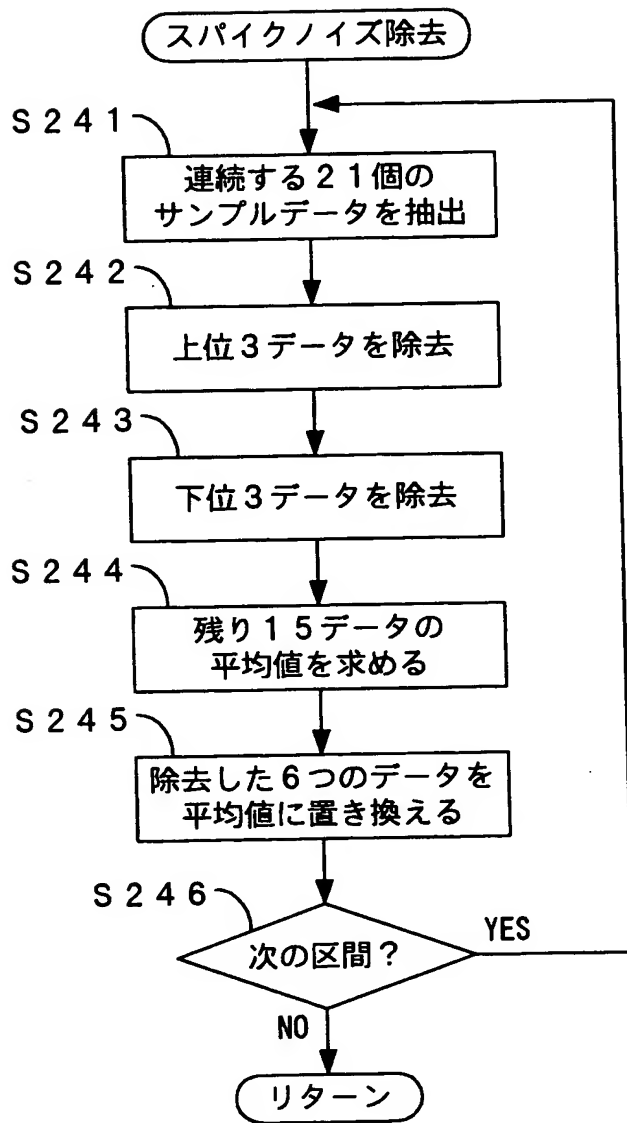 スパイクノイズ除去
S241
連続する21個の
サンプルデータを抽出
S242
上位3データを除去
S243
下位3データを除去
S244
残り15データの
平均値を求める
S245
除去した6つのデータを
平均値に置き換える
S246
次の区間?
YES
NO
リターン